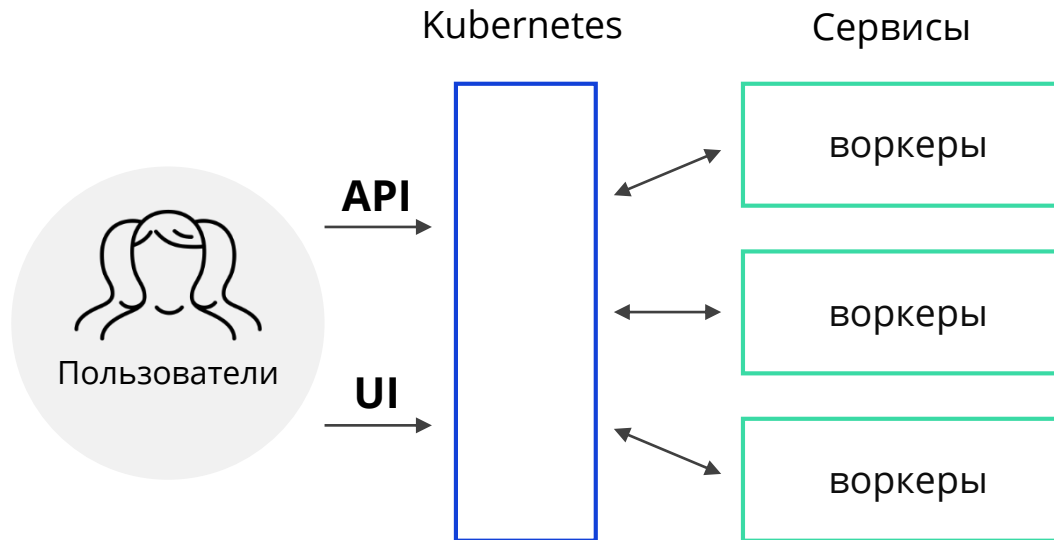 Kubernetes
Сервисы
API
UI
Пользователи
воркеры
воркеры
воркеры